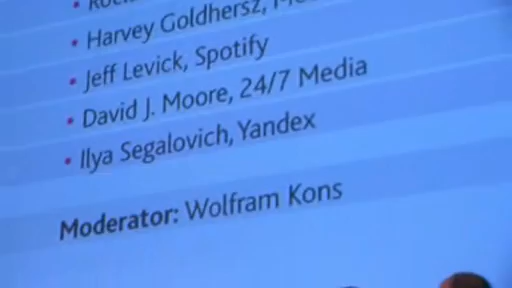 • Harvey Goldhersz,
• Jeff Levick, Spotify
• David J. Moore, 24/7 Media
• Ilya Segalovich, Yandex
Moderator: Wolfram Kons